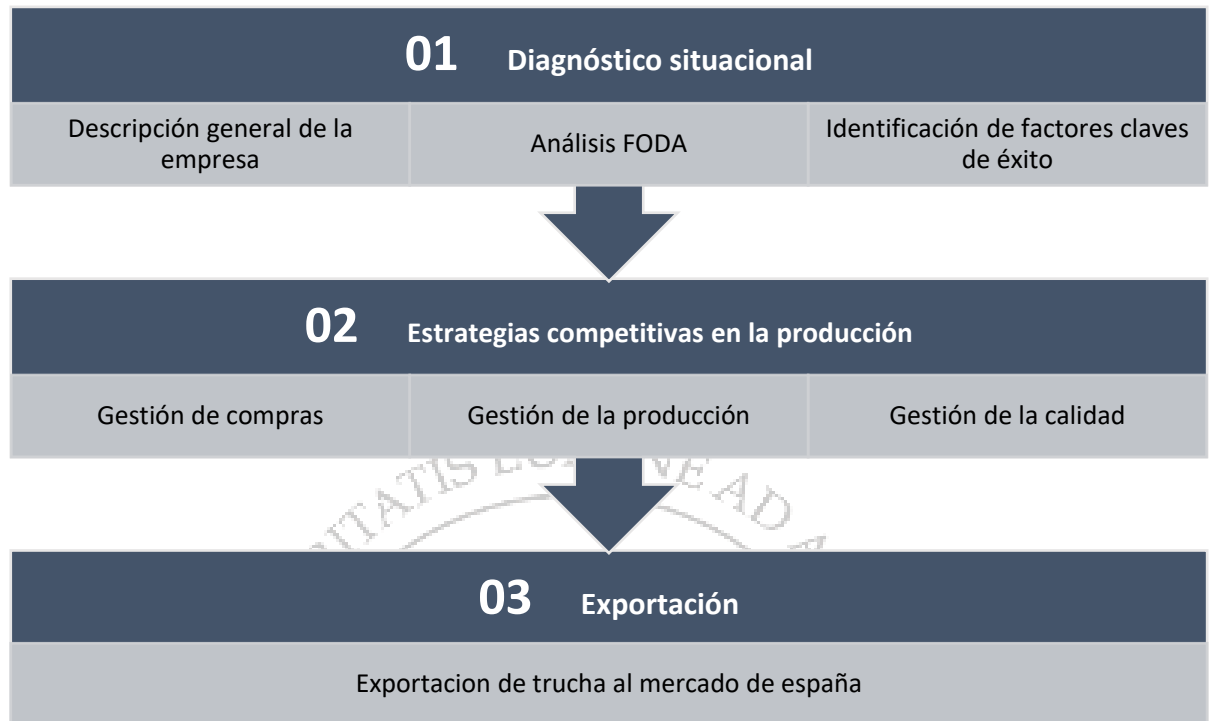 01 Diagnóstico situacional
Descripción general de la
empresa
Análisis FODA
Identificación de factores claves
de éxito
02 Estrategias competitivas en la producción
Gestión de compras
Gestión de la producción
Gestión de la calidad
03 Exportación
Exportacion de trucha al mercado de españa